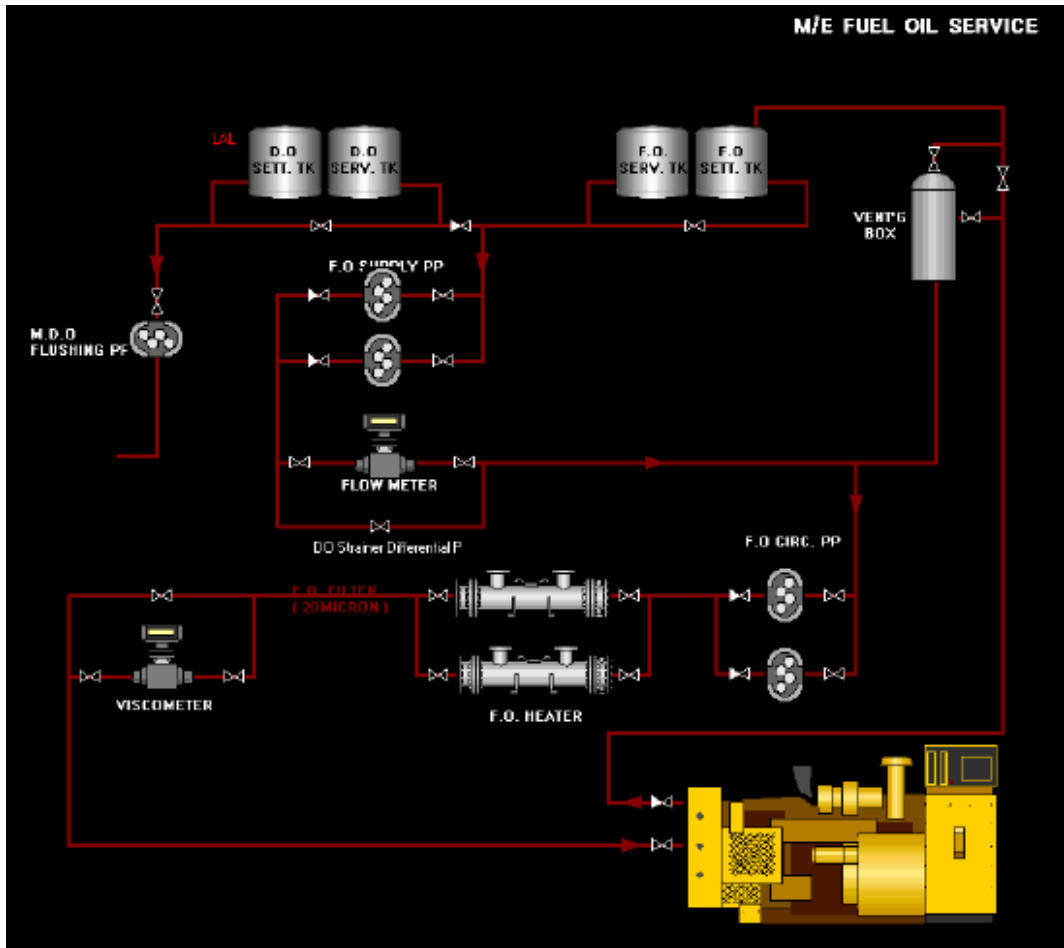 M/E FUEL OIL SERVICE
LAL
D.O
SETT. TK
D.O
SERV. TK
F.O.
SERV. TK
F.O
SETT. TK
VENT'G
BOX
F.O SUPPLY PP
M.D.O
FLUSHING PF
FLOW METER
DO Strainer Differential P
F.O CIRC. PP
F.O. FILTER
(20MICRON)
VISCOMETER
F.O. HEATER